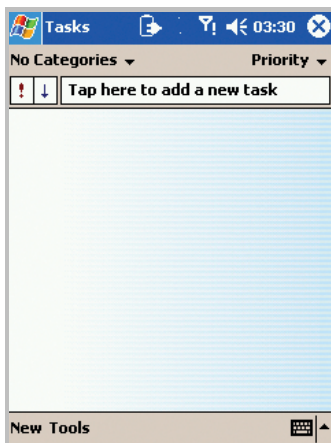 Tasks 03:30
No Categories Priority
Tap here to add a new task
New Tools